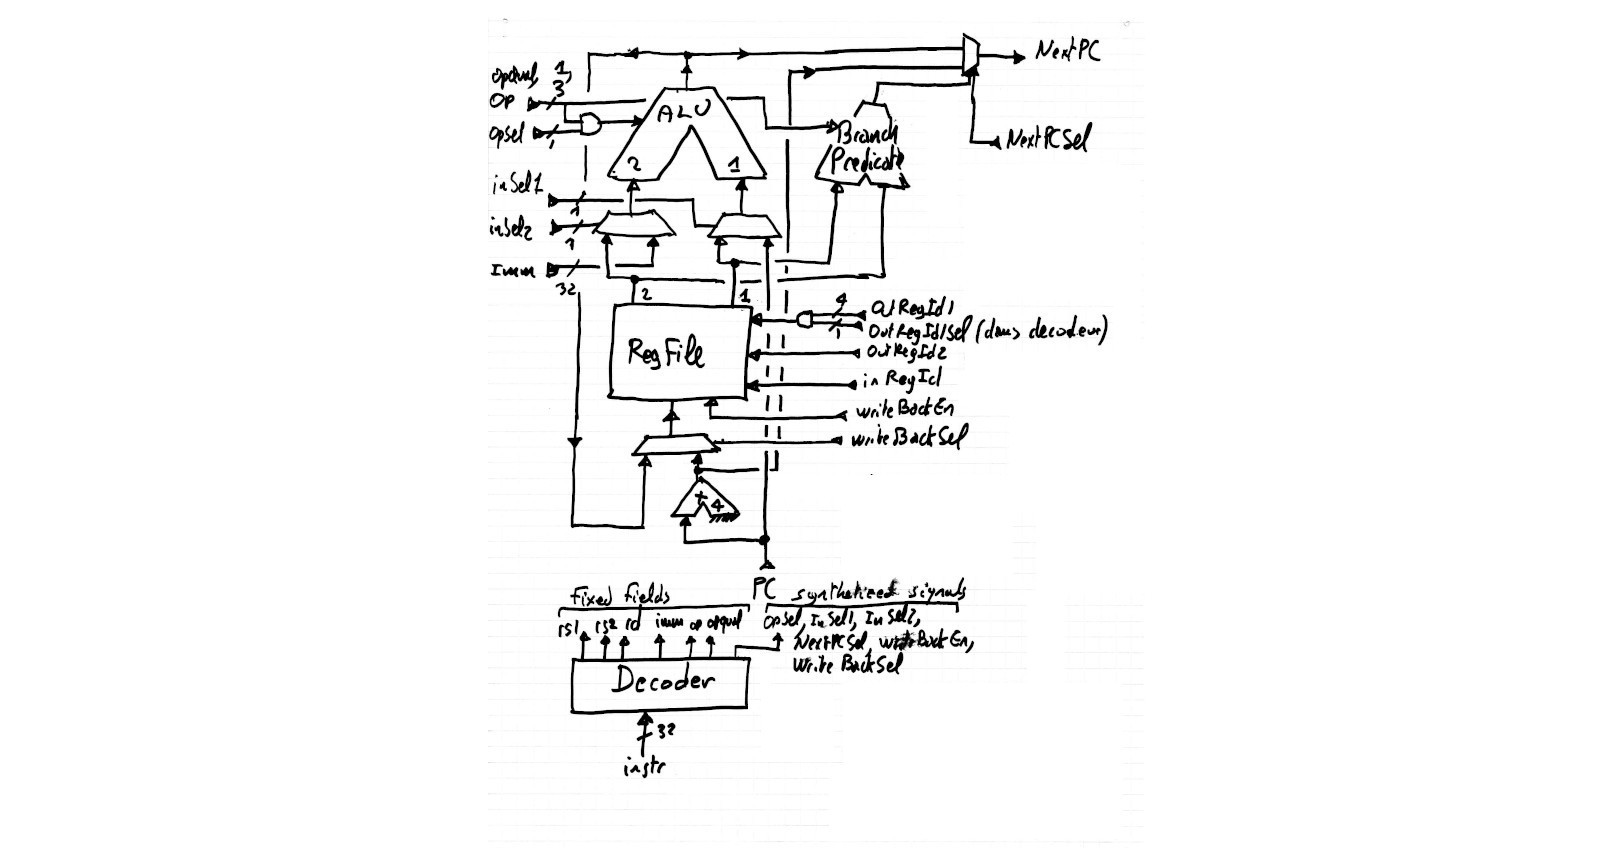 NextPC
opqual, 1,
3
OP
ALU
opSel
1
NextPCSel
Branch
Predicate
2
1
inSel1
1
inSel2
1
Imm
32
2
1
4
OutRegId1
OutRegId1Sel (dans decodeur)
1
OutRegId2
RegFile
inRegId
writeBackEn
writeBackSel
+
4
PC
Fixed Fields
synthetized signals
rs1 rs2 rd imm op opqual
OpSel, InSel1, InSel2,
NextPCSel, writeBackEn,
Write BackSel
Decoder
32
instr